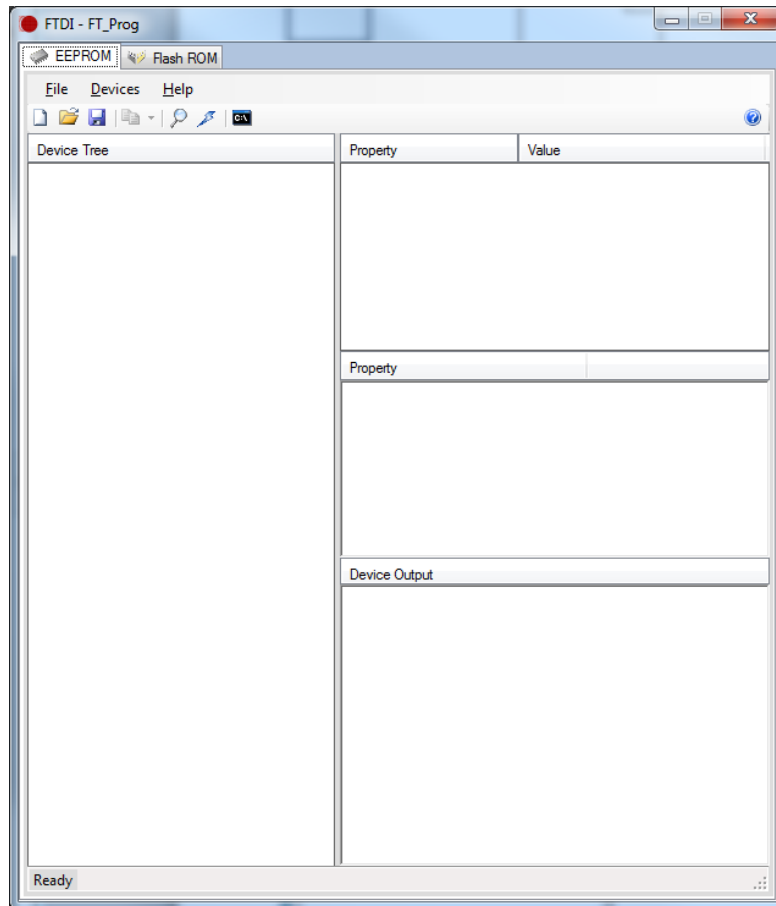 FTDI - FT_Prog
EEPROM Flash ROM
File Devices Help
C:\
Device Tree Property Value
Property
Device Output
Ready